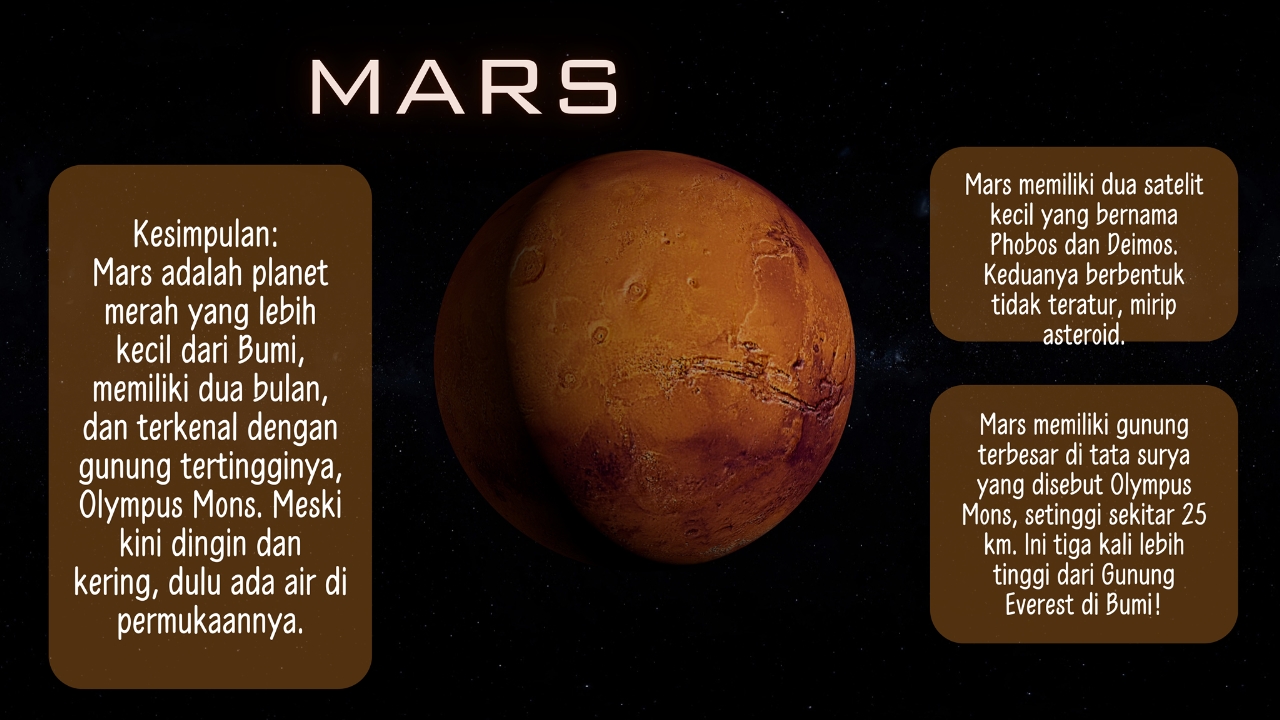 MARS
Kesimpulan:
Mars adalah planet
merah yang lebih
kecil dari Bumi,
memiliki dua bulan,
dan terkenal dengan
gunung tertingginya,
Olympus Mons. Meski
kini dingin dan
kering, dulu ada air di
permukaannya.
Mars memiliki dua satelit
kecil yang bernama
Phobos dan Deimos.
Keduanya berbentuk
tidak teratur, mirip
asteroid.
Mars memiliki gunung
terbesar di tata surya
yang disebut Olympus
Mons, setinggi sekitar 25
km. Ini tiga kali lebih
tinggi dari Gunung
Everest di Bumi!